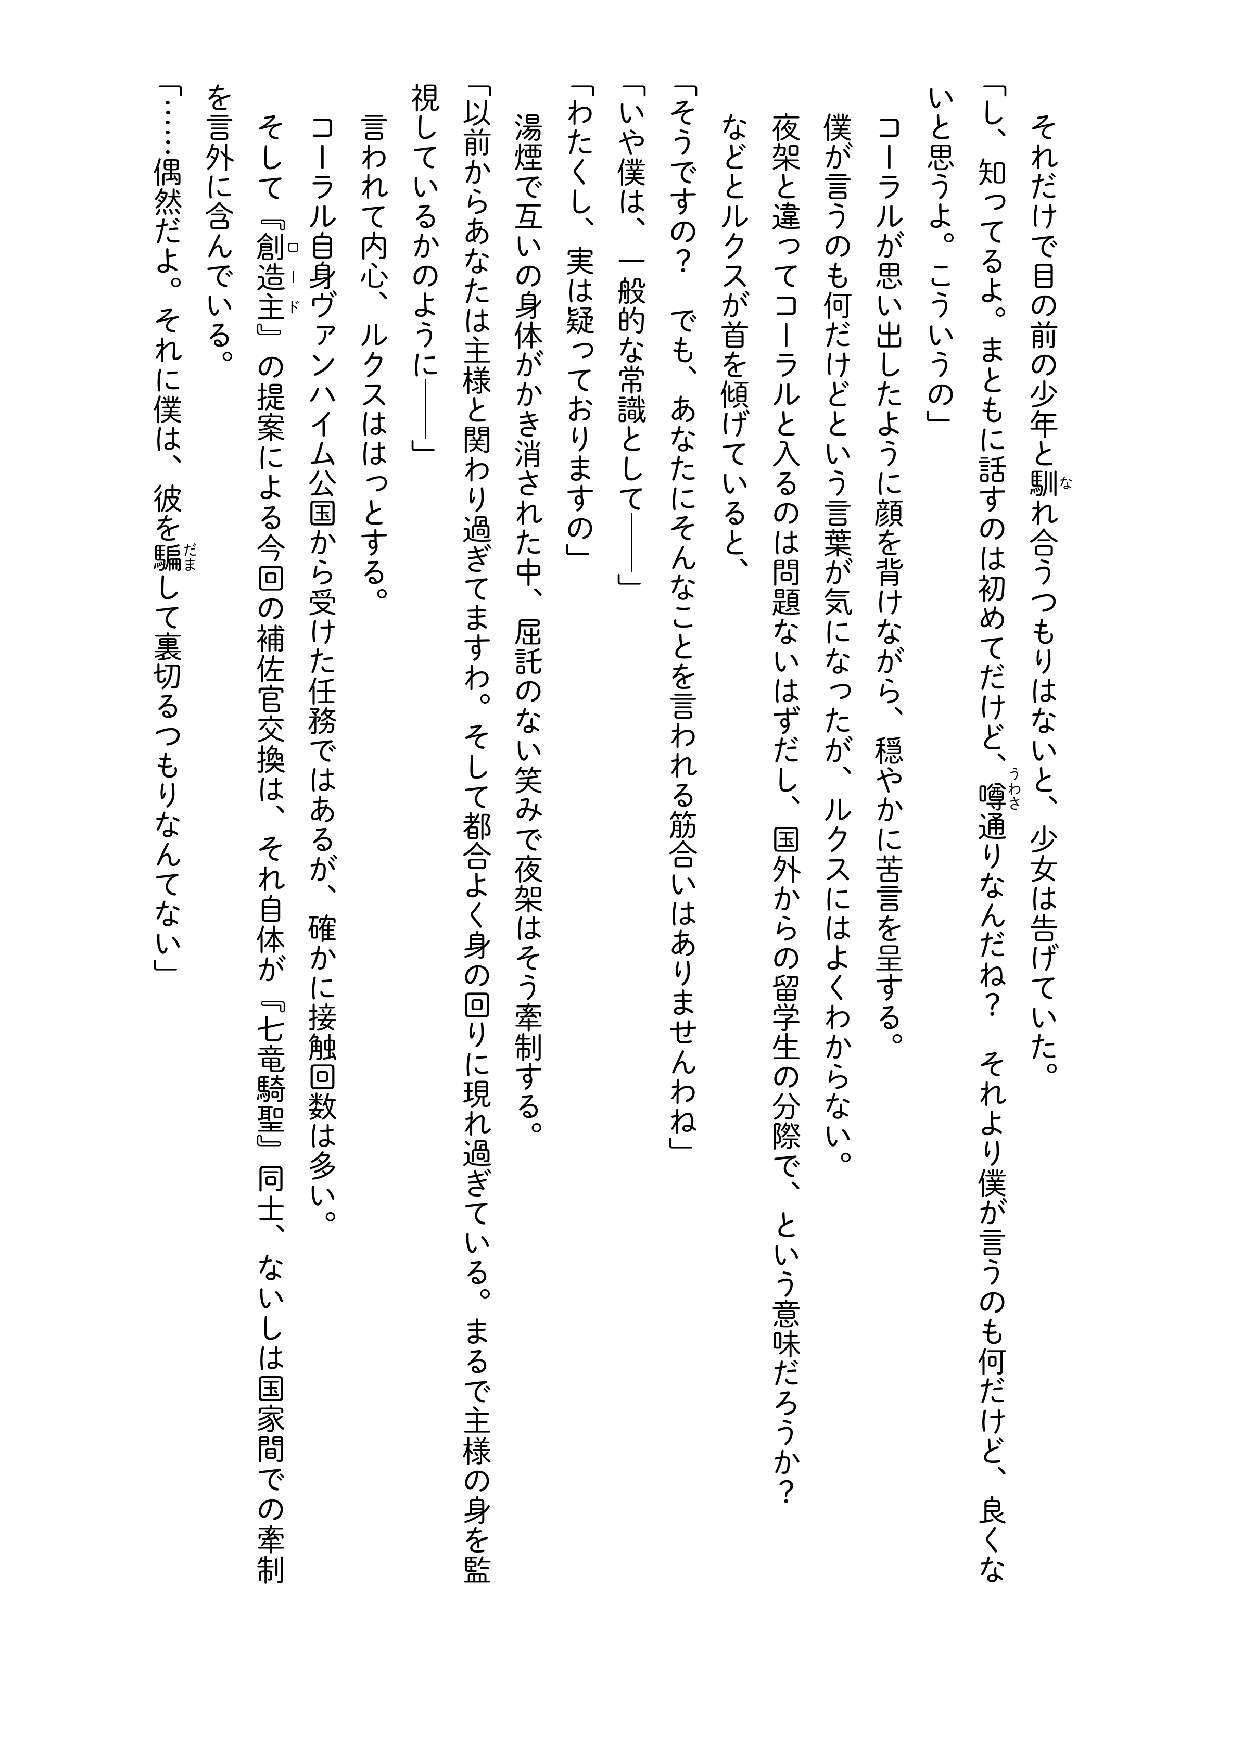 それだけで目の前の少年と馴れ合うつもりはないと、少女は告げていた。
「し、知ってるよ。まともに話すのは初めてだけど、噂通りなんだね？　それより僕が言うのも何だけど、良くな
いと思うよ。こういうの」
コーラルが思い出したように顔を背けながら、穏やかに苦言を呈する。
僕が言うのも何だけどという言葉が気になったが、ルクスにはよくわからない。
夜架と違ってコーラルと入るのは問題ないはずだし、国外からの留学生の分際で、という意味だろうか？
などとルクスが首を傾げていると、
「そうですの？　でも、あなたにそんなことを言われる筋合いはありませんわね」
「いや僕は、一般的な常識として――」
「わたくし、実は疑っておりますの」
湯煙で互いの身体がかき消された中、屈託のない笑みで夜架はそう牽制する。
「以前からあなたは主様と関わり過ぎてますわ。そして都合よく身の回りに現れ過ぎている。まるで主様の身を監
視しているかのように――」
言われて内心、ルクスははっとする。
コーラル自身ヴァンハイム公国から受けた任務ではあるが、確かに接触回数は多い。
そして『創造主』の提案による今回の補佐官交換は、それ自体が『七竜騎聖』同士、ないしは国家間での牽制
を言外に含んでいる。
「……偶然だよ。それに僕は、彼を騙して裏切るつもりなんてない」